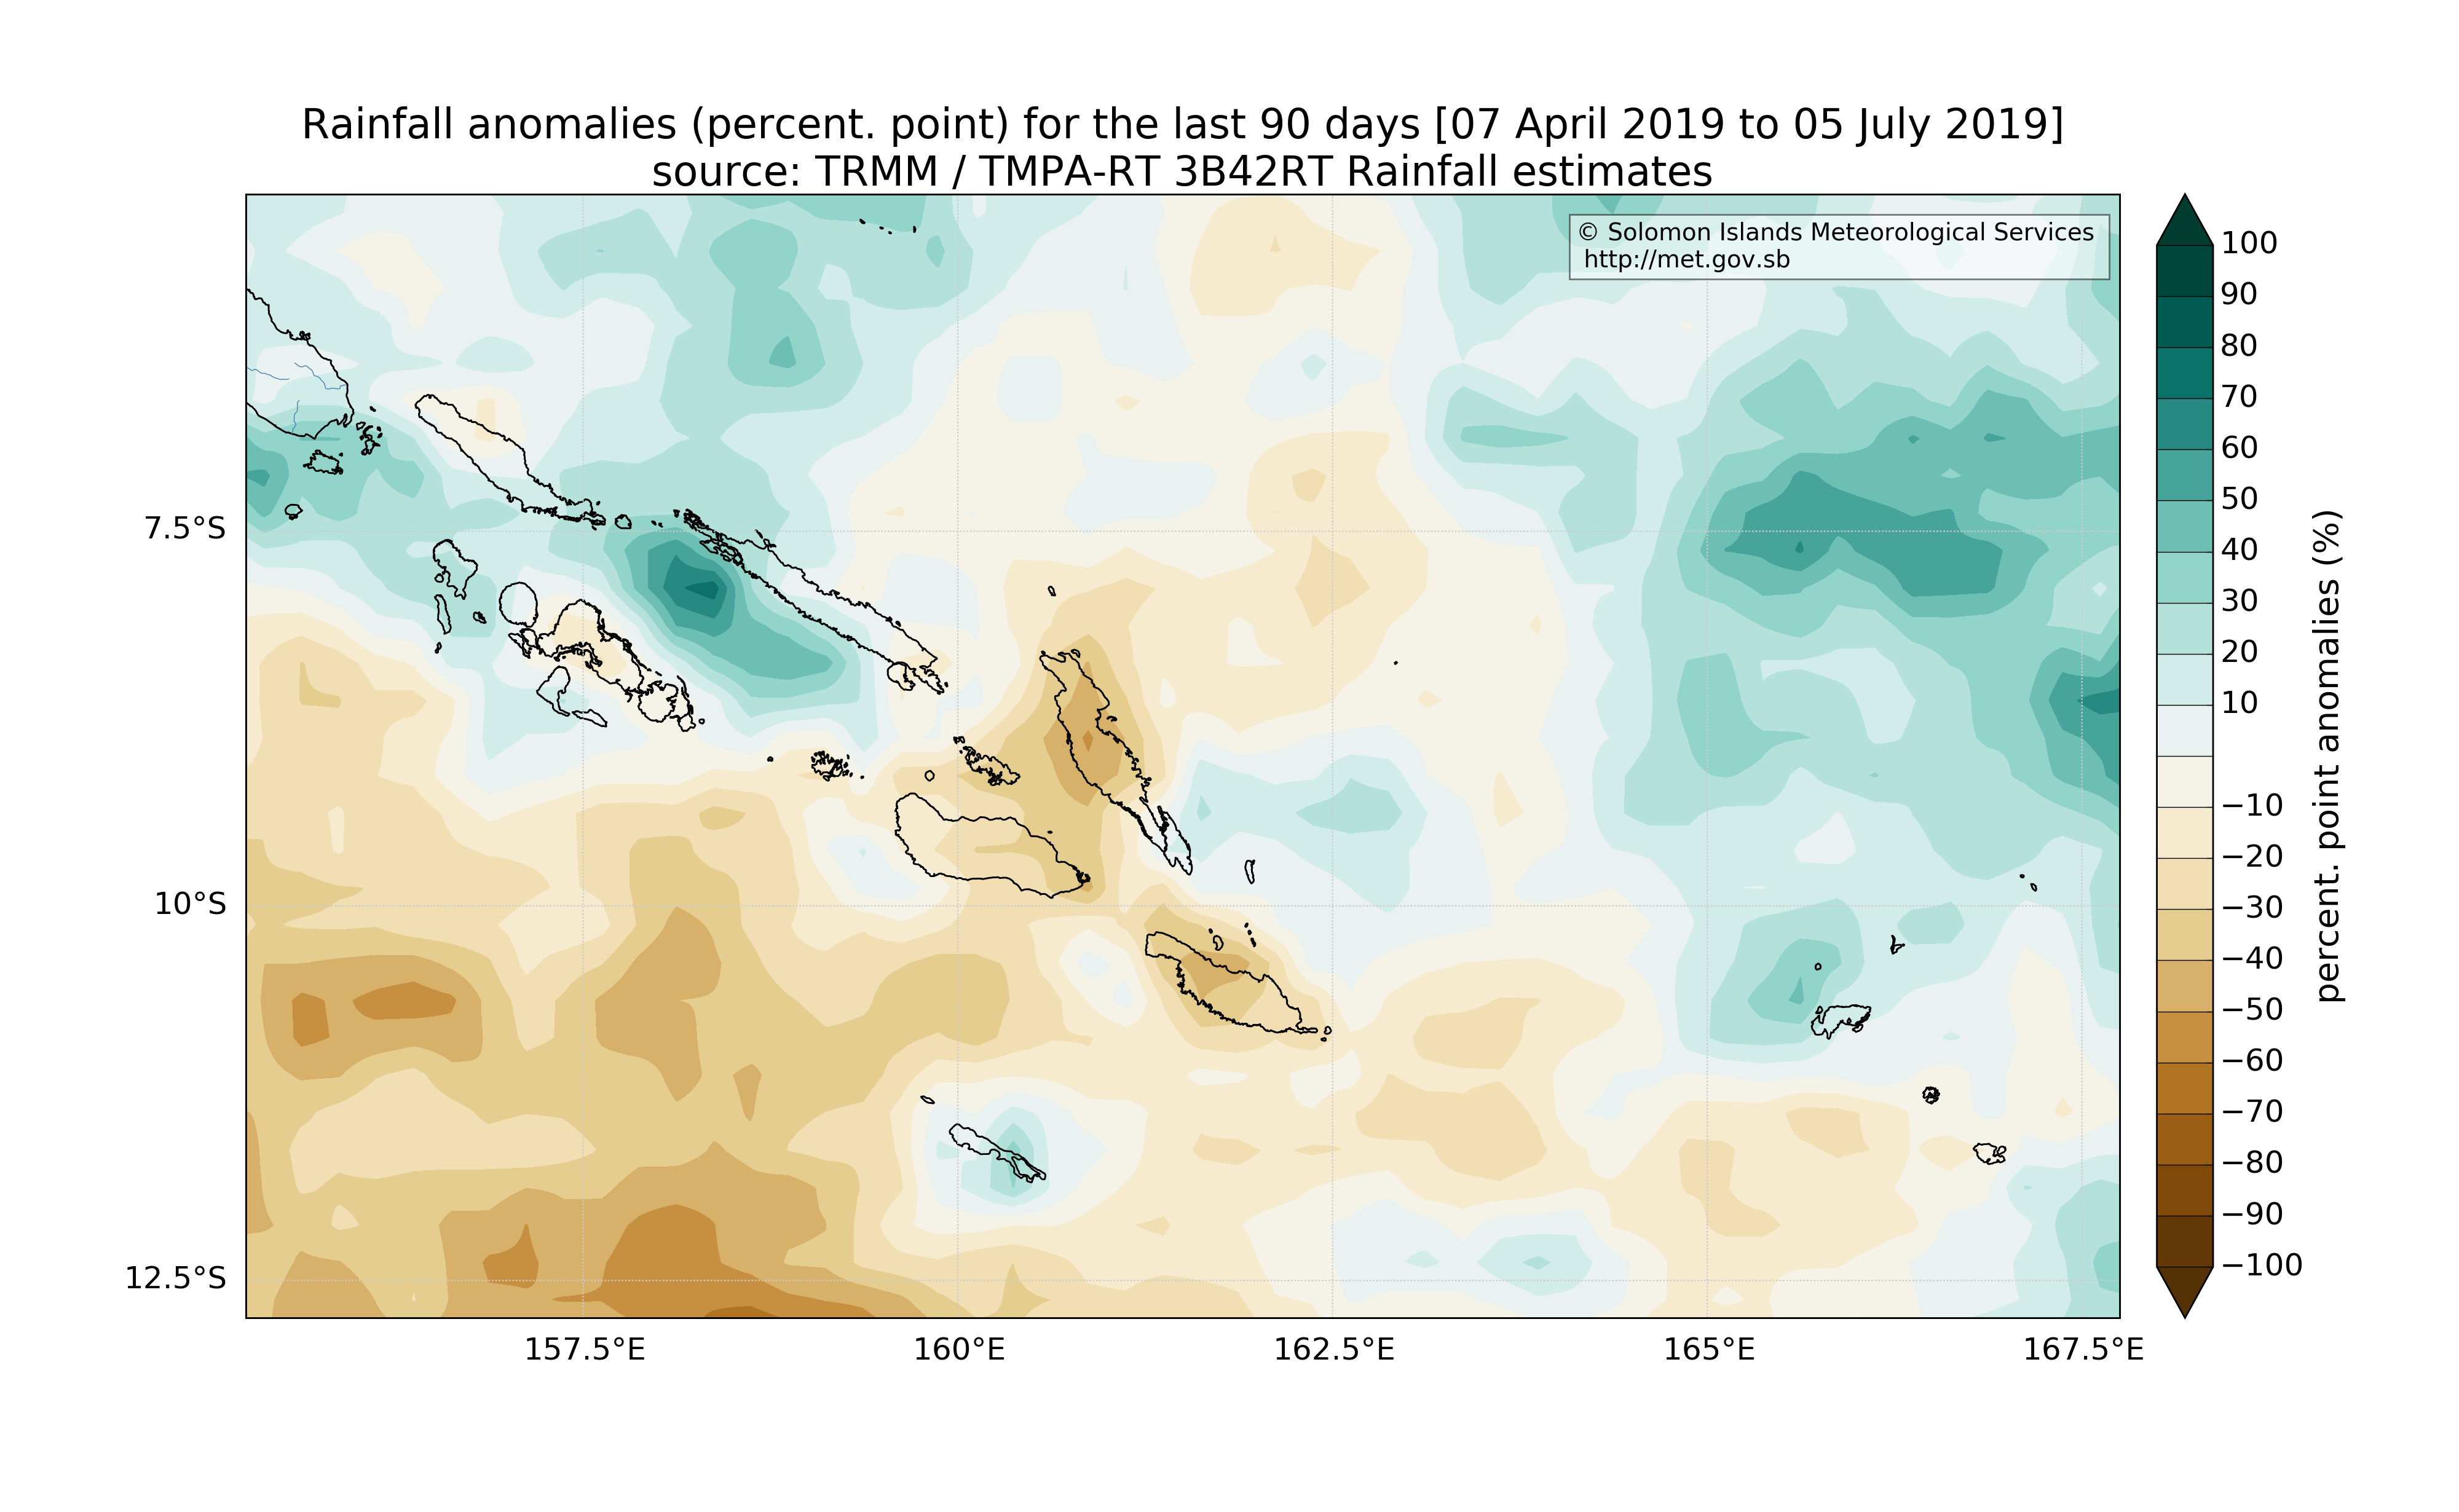 Rainfall anomalies (percent. point) for the last 90 days [07 April 2019 to 05 July 2019]
source: TRMM / TMPA-RT 3B42RT Rainfall estimates
© Solomon Islands Meteorological Services
http://met.gov.sb
7.5°S
10°S
12.5°S
157.5°E
160°E
162.5°E
165°E
167.5°E
100
90
80
70
60
50
40
30
20
10
−10
−20
−30
−40
−50
−60
−70
−80
−90
−100
percent. point anomalies (%)